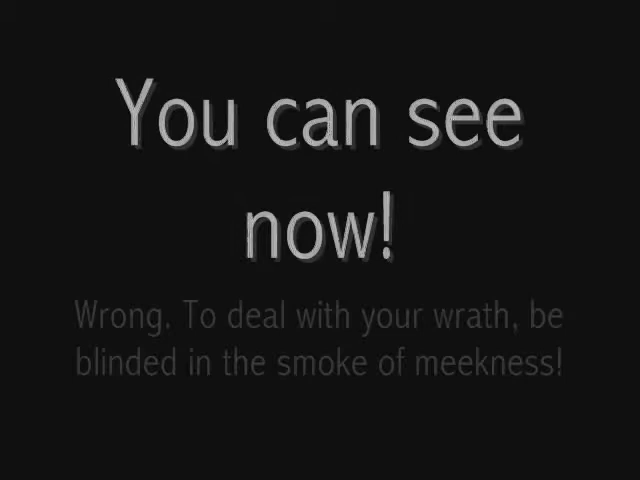 You can see
now!
Wrong. To deal with your wrath, be
blinded in the smoke of meekness!